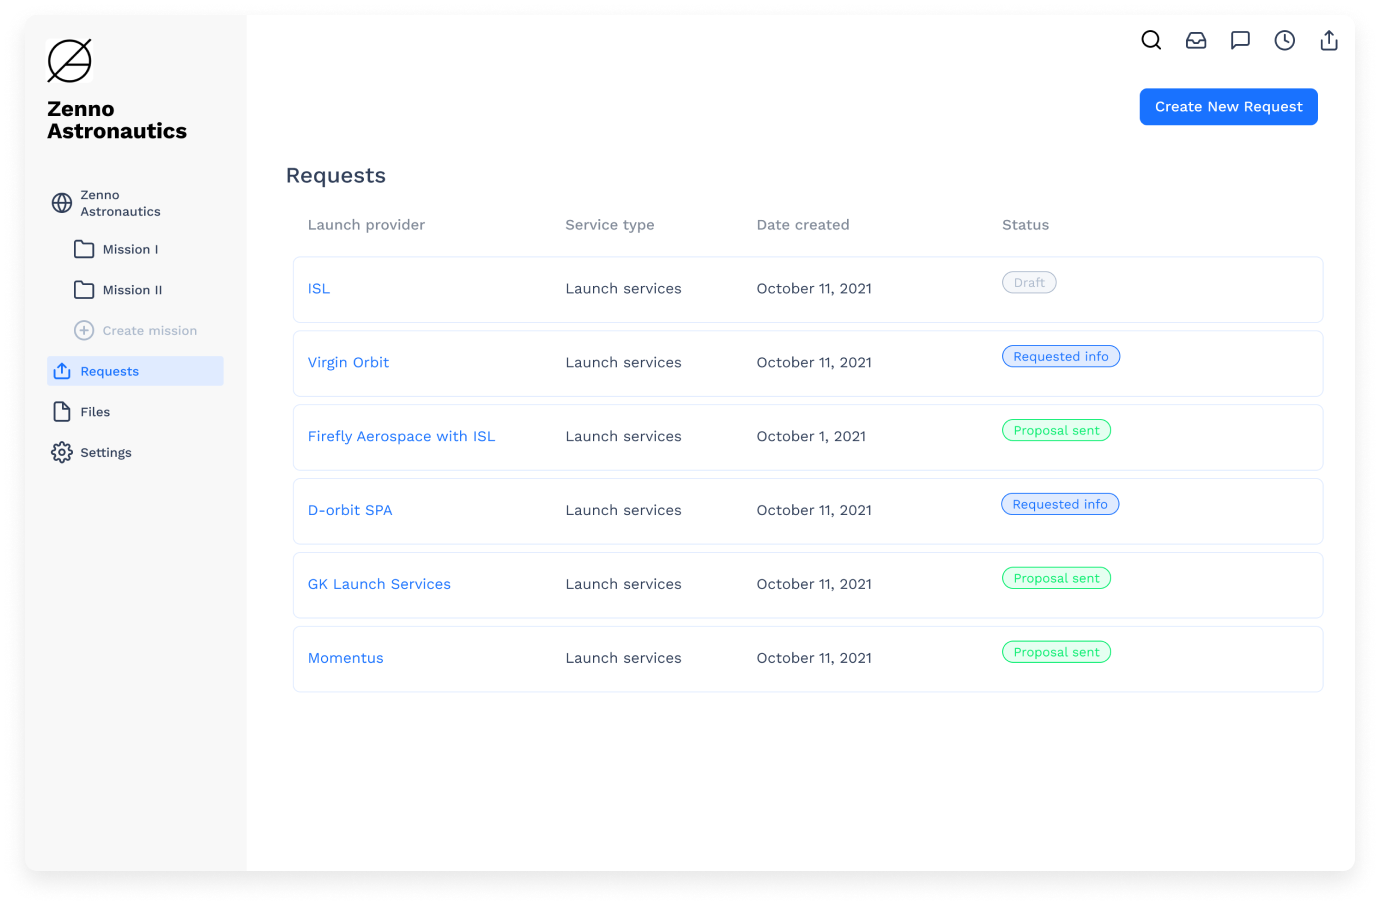 Zenno
Astronautics
Zenno
Astronautics
Mission I
Mission II
Create mission
Requests
Files
Settings
Create New Request
Requests
Launch provider Service type Date created Status
ISL Launch services October 11, 2021 Draft
Virgin Orbit Launch services October 11, 2021 Requested info
Firefly Aerospace with ISL Launch services October 1, 2021 Proposal sent
D-orbit SPA Launch services October 11, 2021 Requested info
GK Launch Services Launch services October 11, 2021 Proposal sent
Momentus Launch services October 11, 2021 Proposal sent